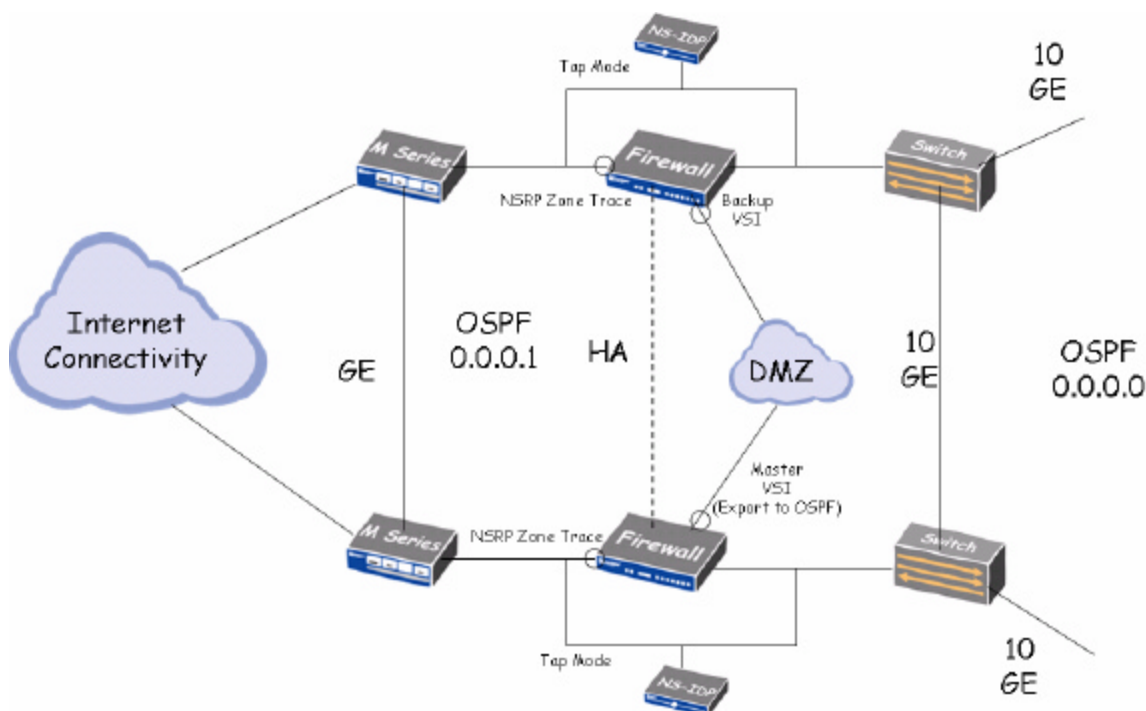 NS-IDP
Tap Mode
10
GE
M Series
Firewall
Switch
NSRP Zone Trace
Backup
VSI
Internet
Connectivity
OSPF
0.0.0.1
GE
HA
DMZ
10
GE
OSPF
0.0.0.0
Master
VSI
(Export to OSPF)
M Series
NSRP Zone Trace
Firewall
Switch
Tap Mode
NS-IDP
10
GE